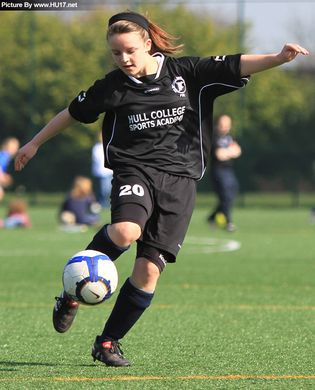 Picture By www.HU17.net
HULL COLLEGE
SPORTS ACADEMY
20